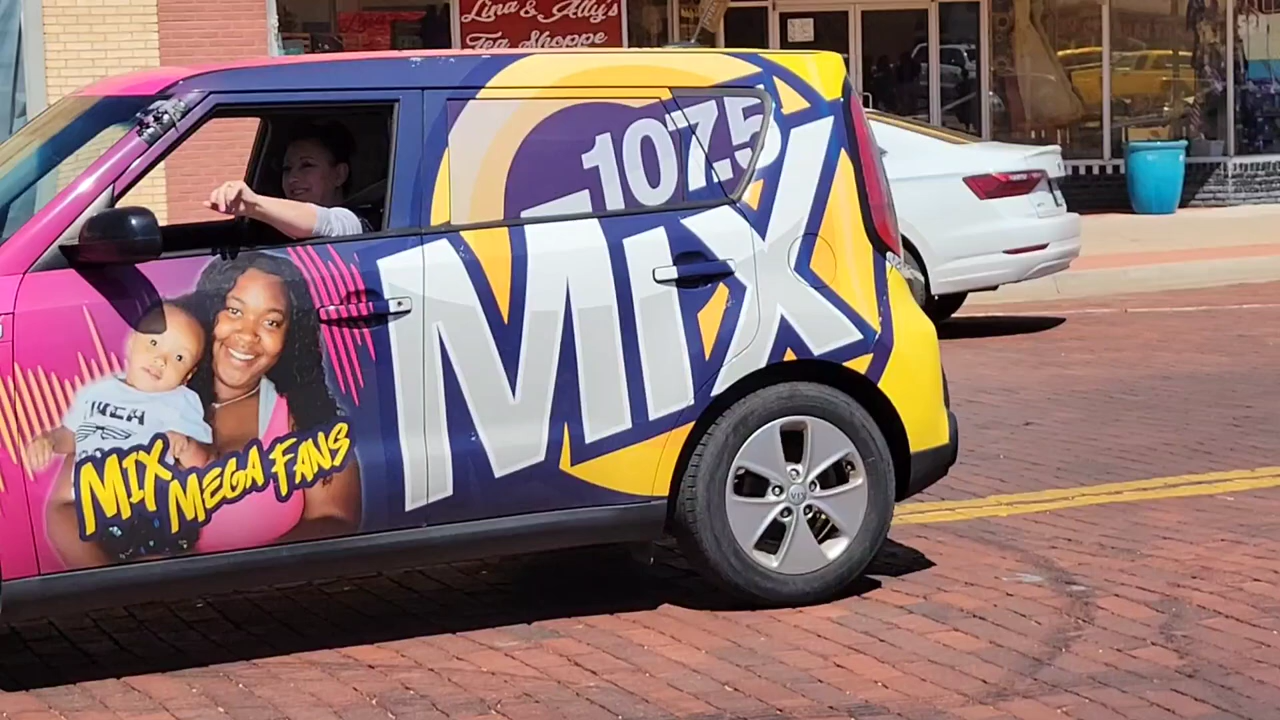 Lina & Ally's
Tea Shoppe
107.5
MiX
MIX MEGA FANS